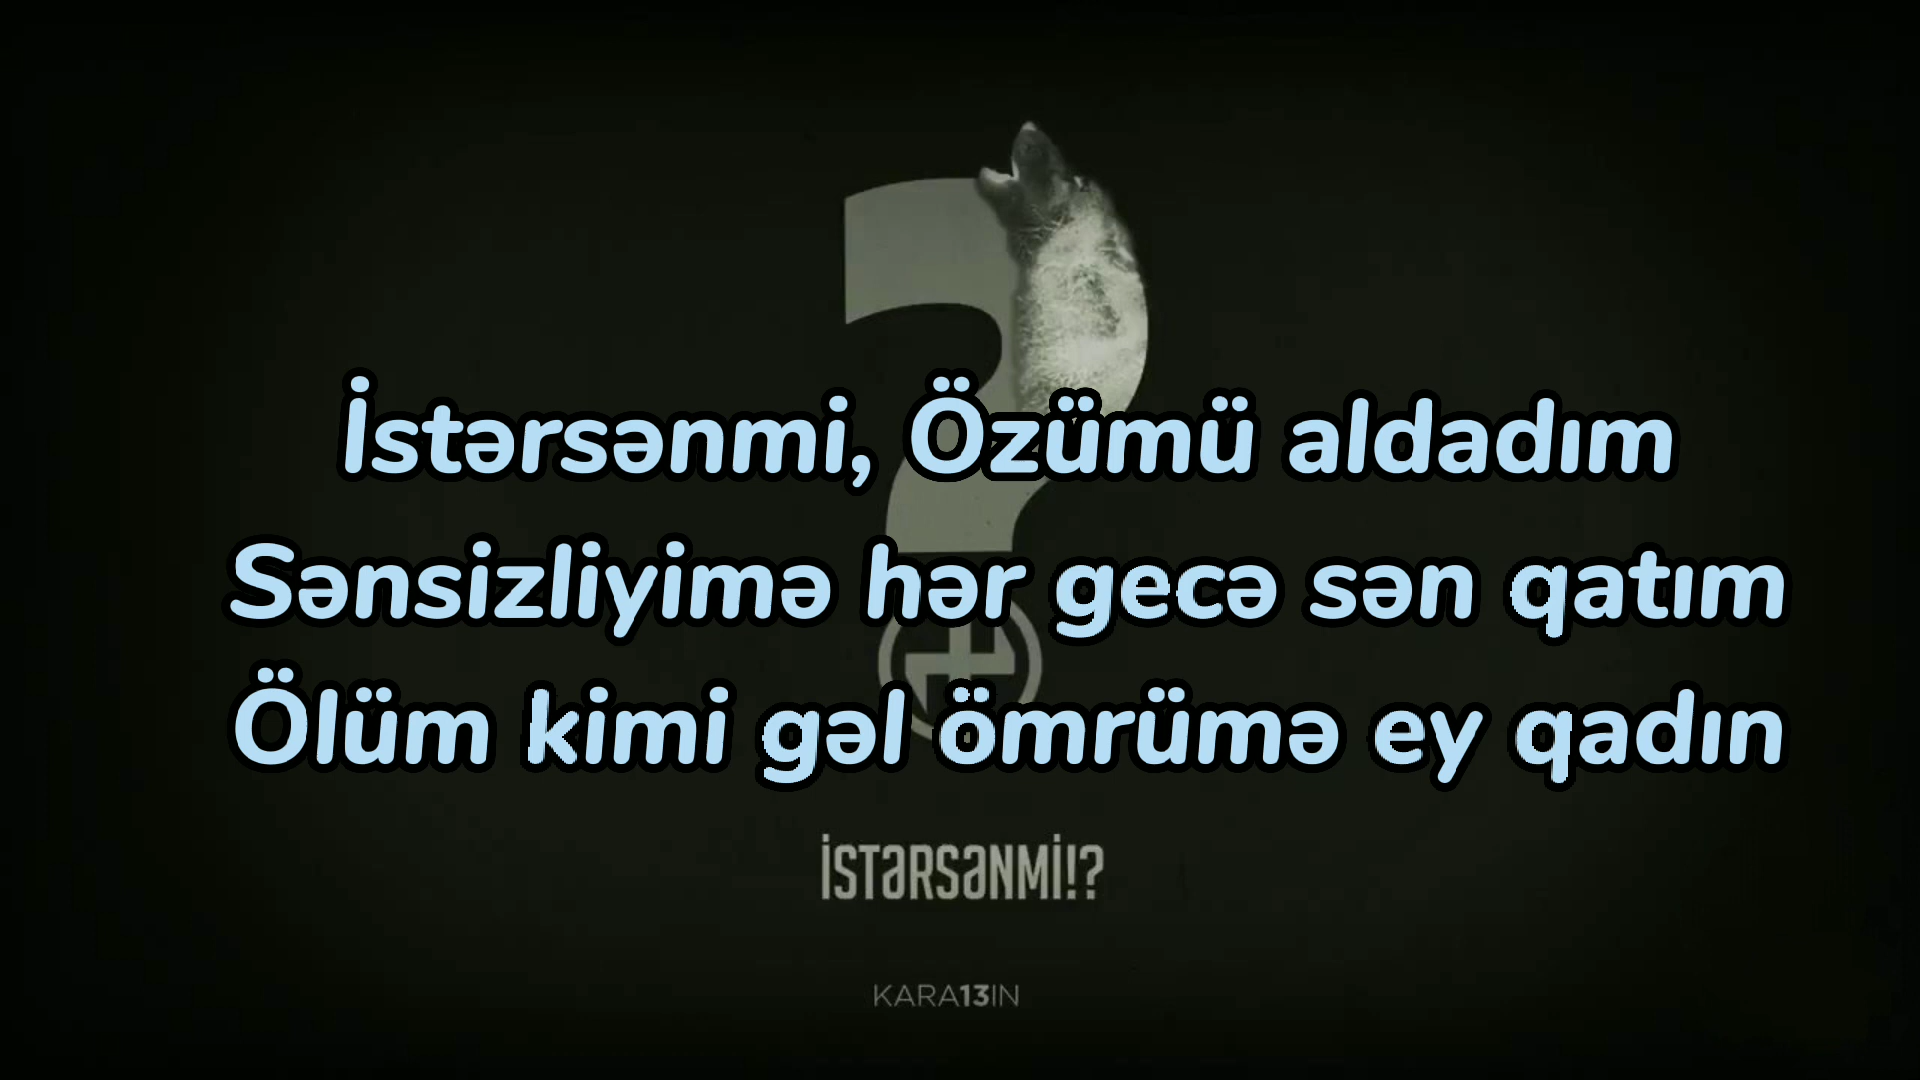 İstərsənmi, Özümü aldadım
Sənsizliyimə hər gecə sən qatım
Ölüm kimi gəl ömrümə ey qadın
İSTƏRSƏNMİ!?
KARA13IN